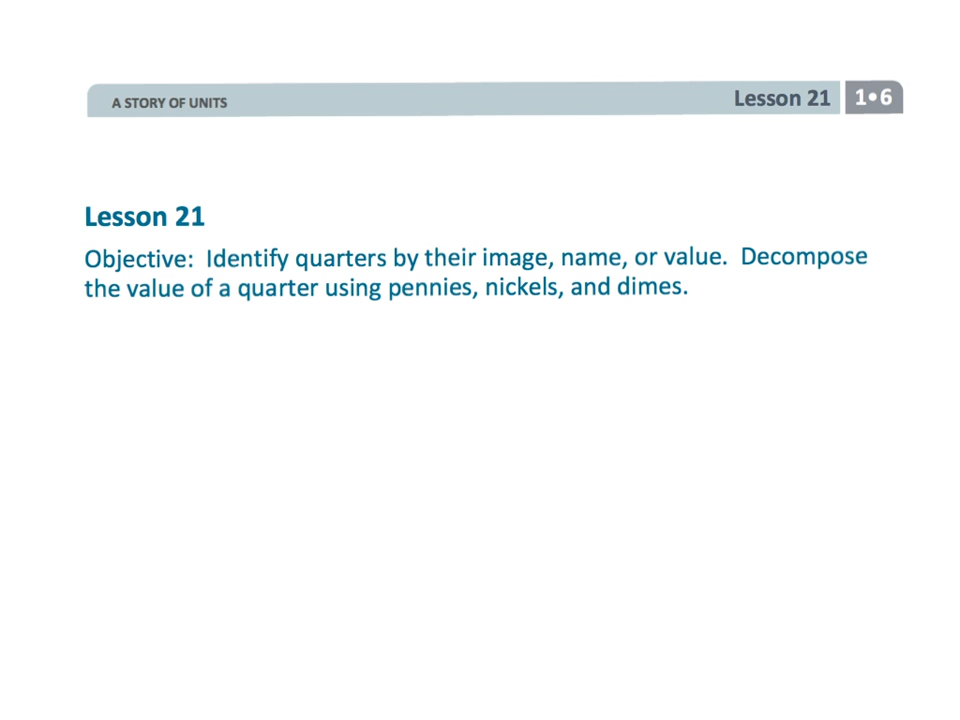 A STORY OF UNITS
Lesson 21
1•6
Lesson 21
Objective: Identify quarters by their image, name, or value. Decompose
the value of a quarter using pennies, nickels, and dimes.